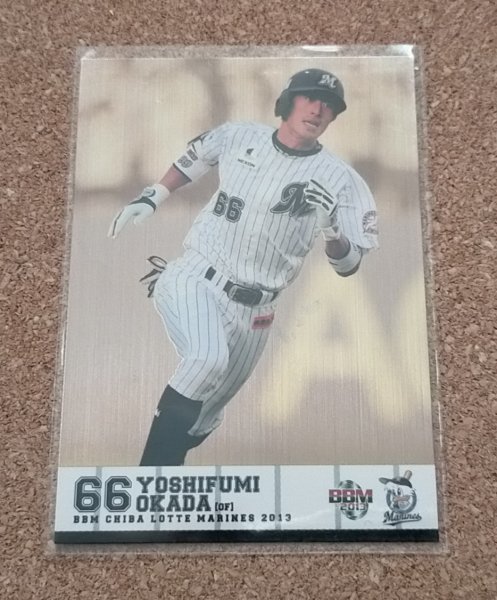 M
66
M
66 YOSHIFUMI
OKADA [OF]
BBM CHIBA LOTTE MARINES 2013
BBM
2013
Marines